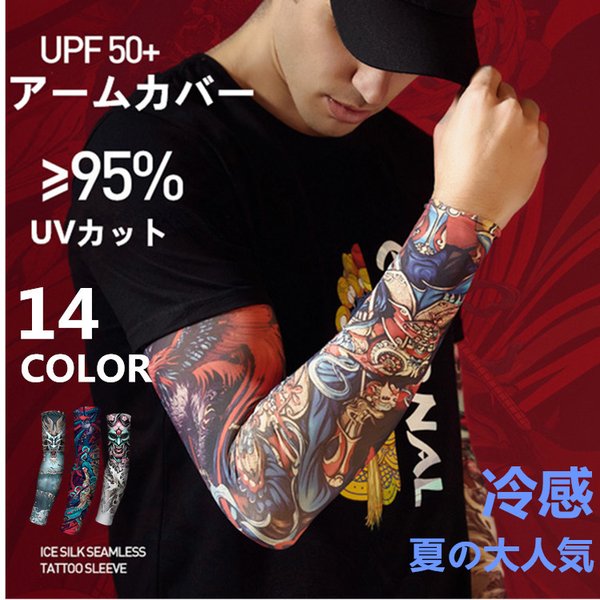 UPF 50+
アームカバー
≥95%
UVカット
14
COLOR
ONAL
冷感
夏の大人気
ICE SILK SEAMLESS
TATTOO SLEEVE